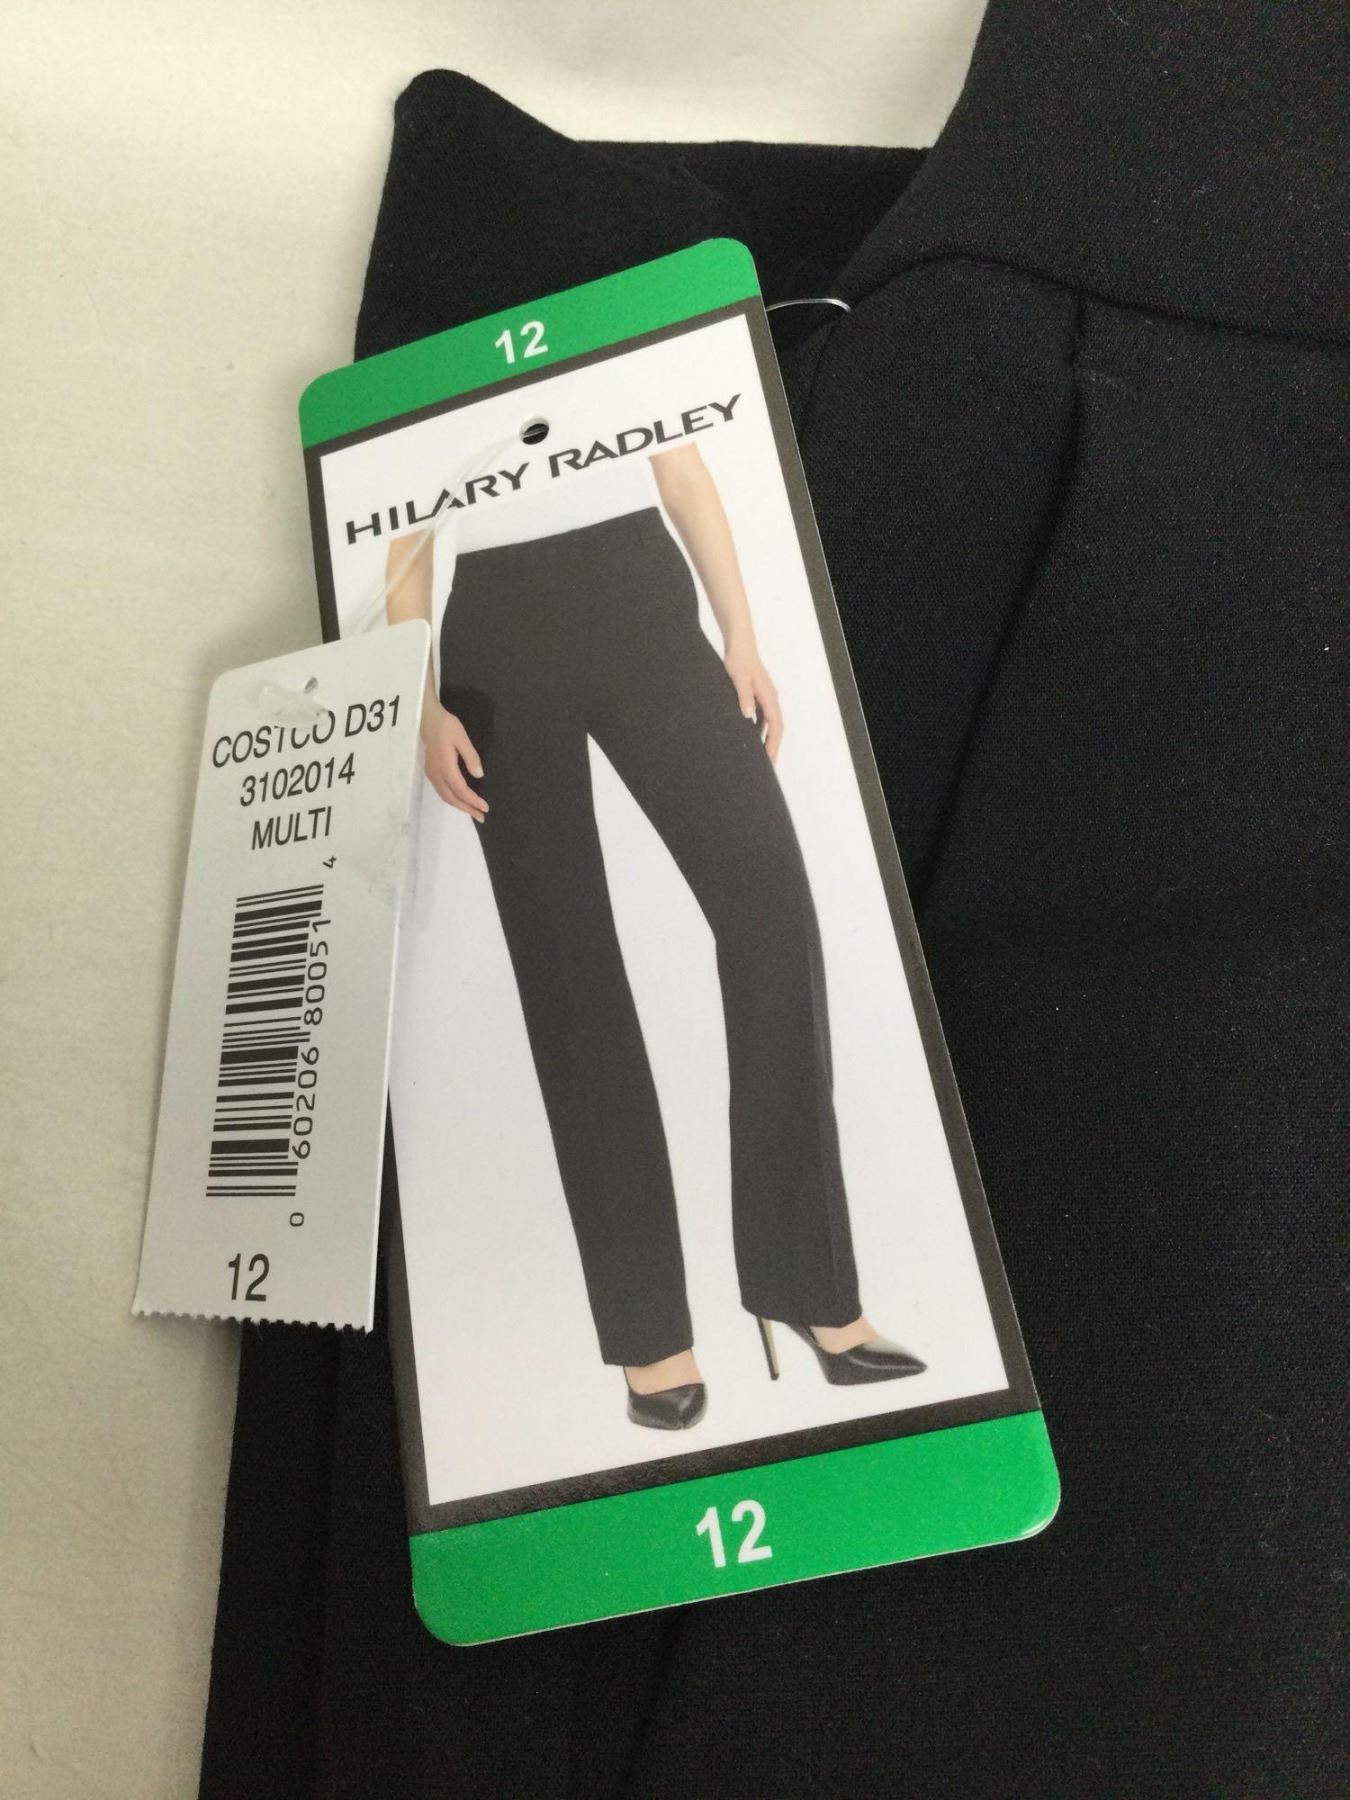 12
HILARY RADLEY
COSTCO D31
3102014
MULTI
0 60206 80051 4
12
12